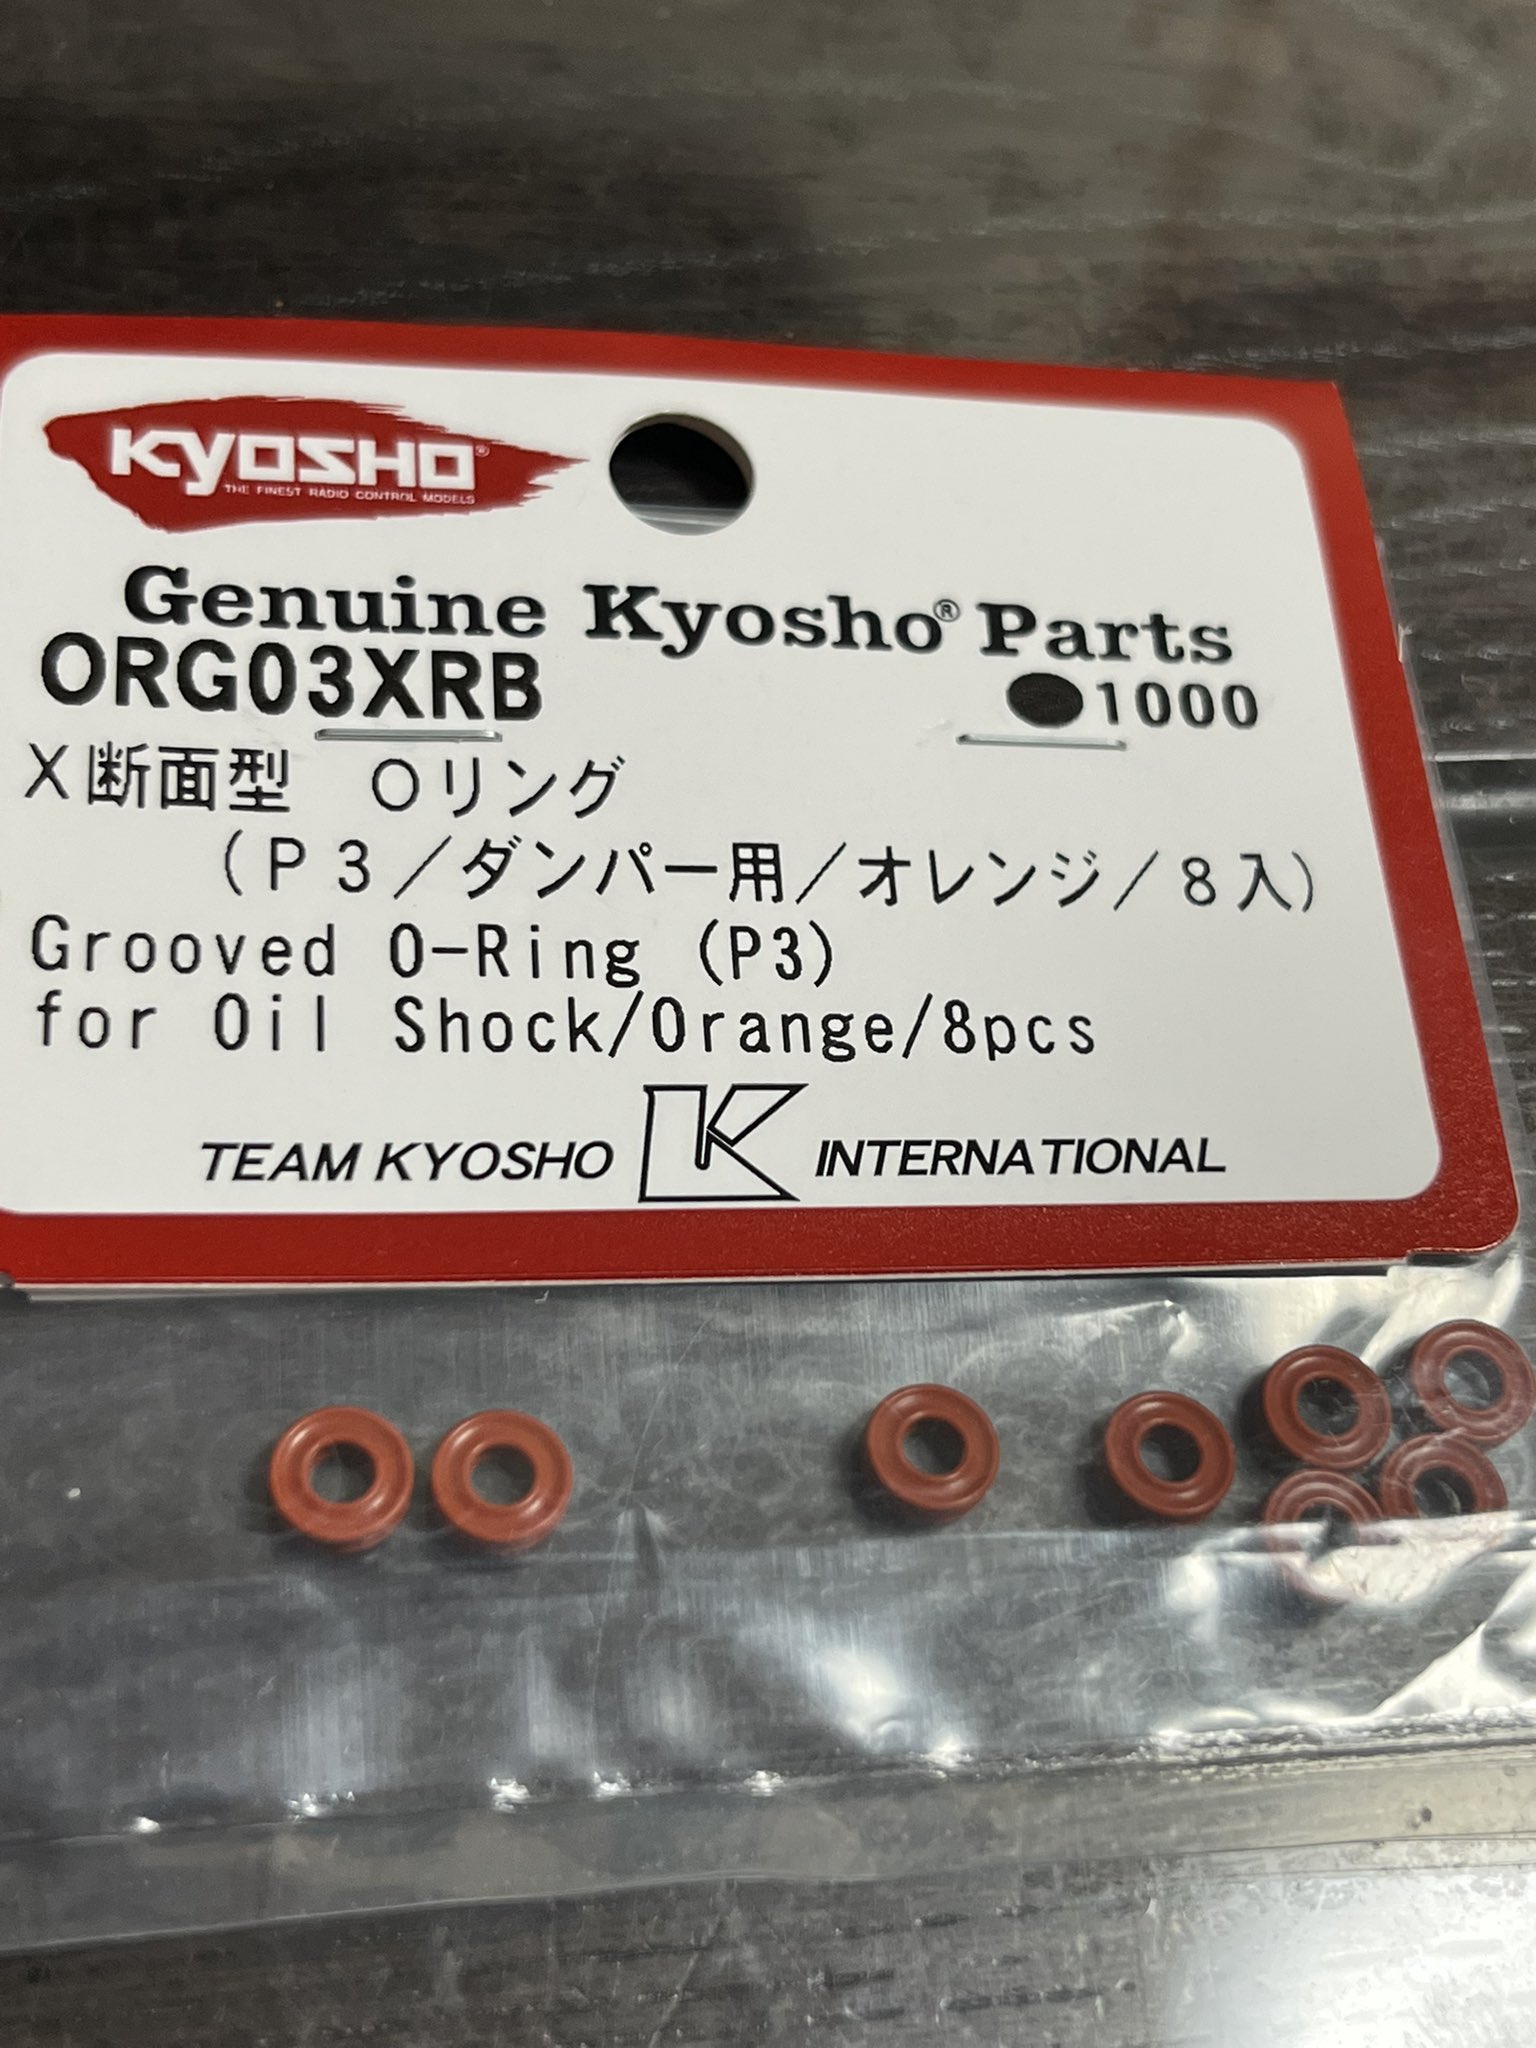 KYOSHO®
THE FINEST RADIO CONTROL MODELS
Genuine Kyosho® Parts
ORG03XRB ●1000
X断面型 Oリング
(P3/ダンパー用/オレンジ/8入)
Grooved O-Ring (P3)
for Oil Shock/Orange/8pcs
TEAM KYOSHO K INTERNATIONAL